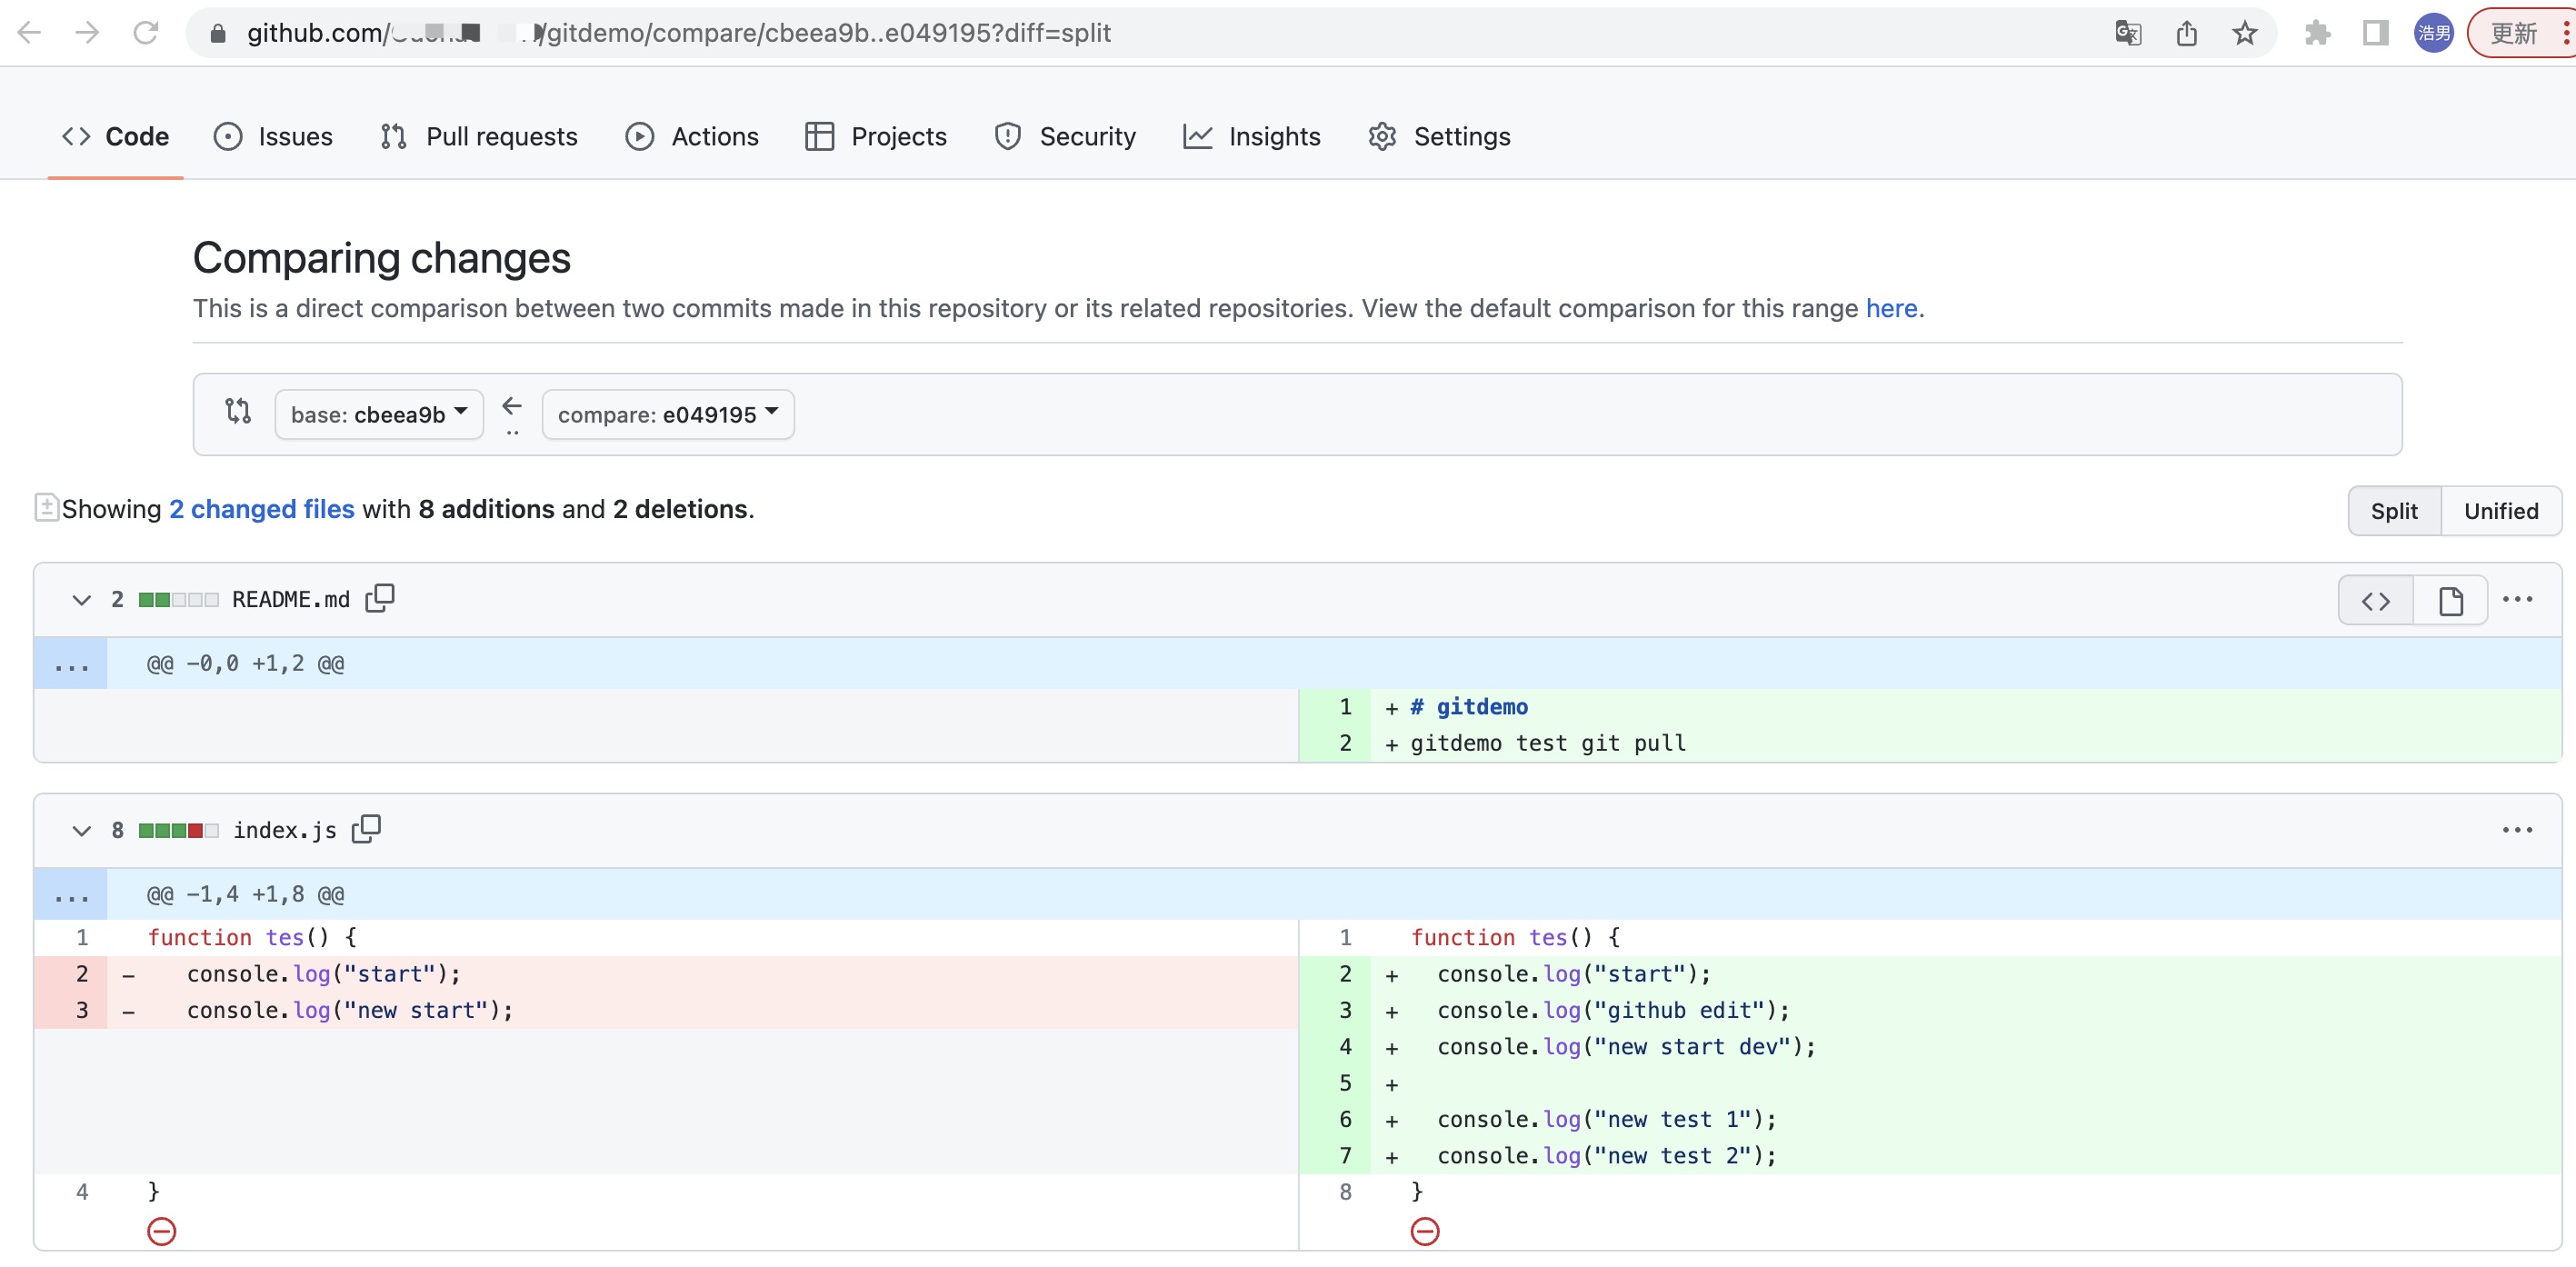 github.com/ /gitdemo/compare/cbeea9b..e049195?diff=split 浩男 更新
Code Issues Pull requests Actions Projects Security Insights Settings
Comparing changes
This is a direct comparison between two commits made in this repository or its related repositories. View the default comparison for this range here.
base: cbeea9b .. compare: e049195
Showing 2 changed files with 8 additions and 2 deletions. Split Unified
2 README.md
... @@ -0,0 +1,2 @@
1 + # gitdemo
2 + gitdemo test git pull
8 index.js
... @@ -1,4 +1,8 @@
1 function tes() { 1 function tes() {
2 - console.log("start"); 2 + console.log("start");
3 - console.log("new start"); 3 + console.log("github edit");
4 + console.log("new start dev");
5 +
6 + console.log("new test 1");
7 + console.log("new test 2");
4 } 8 }